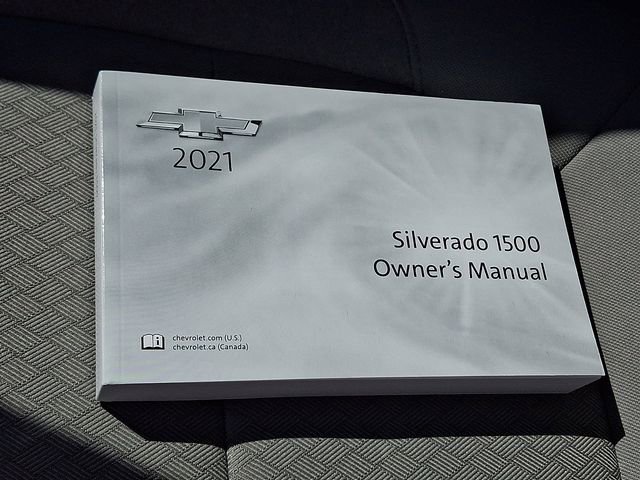 2021
Silverado 1500
Owner's Manual
chevrolet.com (U.S.)
chevrolet.ca (Canada)